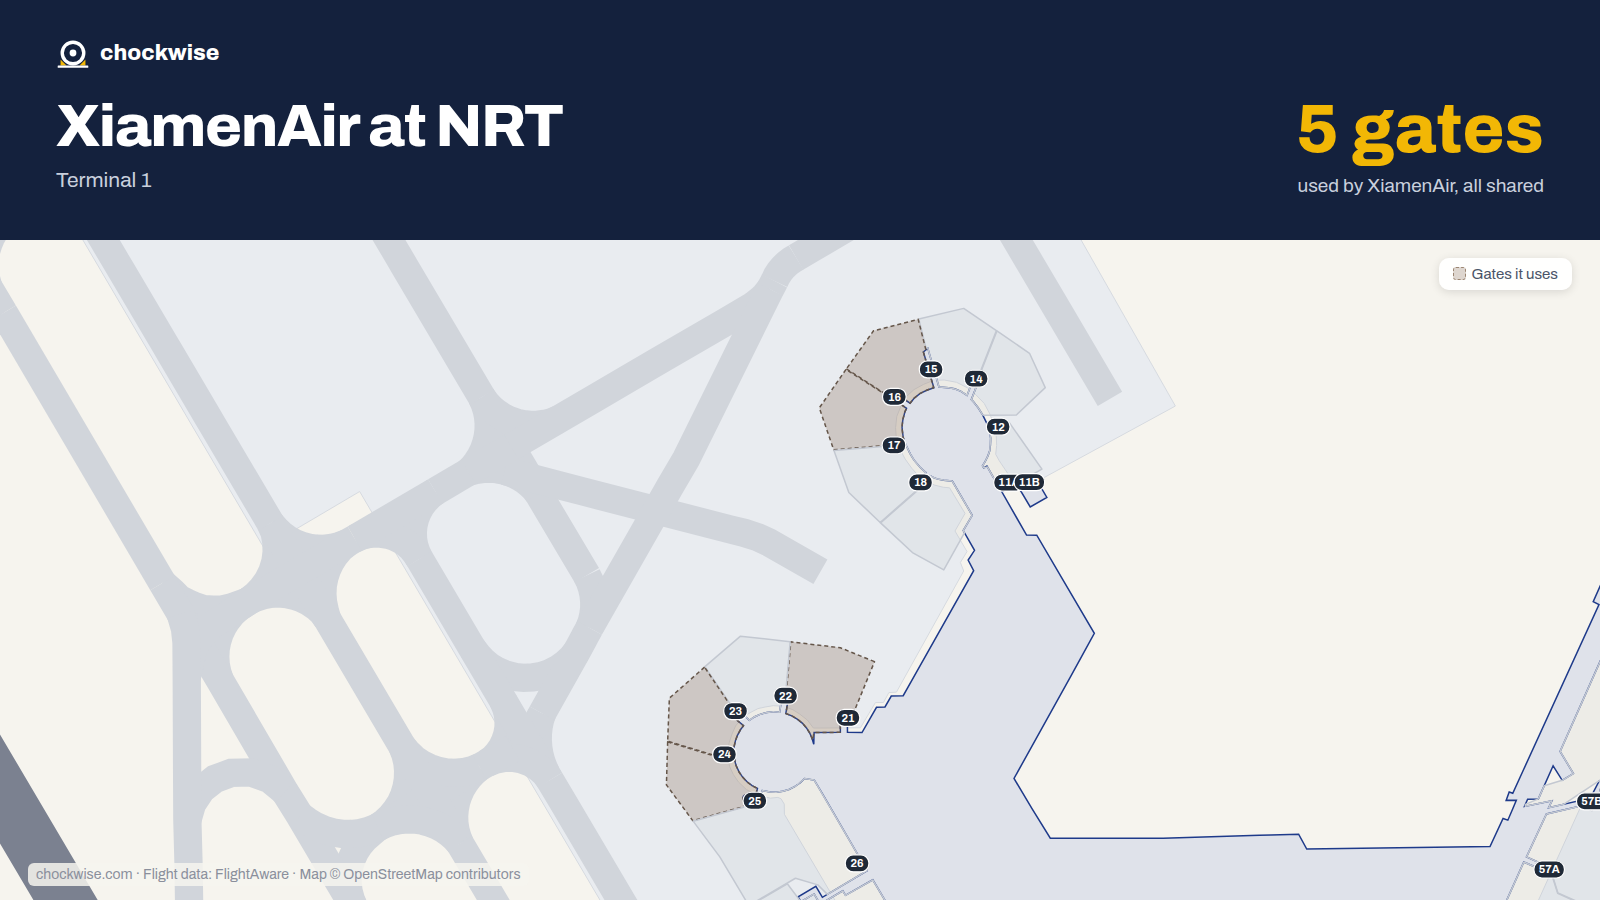 chockwise
XiamenAir at NRT
Terminal 1
5 gates
used by XiamenAir, all shared
Gates it uses
15
14
16
12
17
18
11A
11B
22
23
21
24
25
26
57B
57A
chockwise.com · Flight data: FlightAware · Map © OpenStreetMap contributors